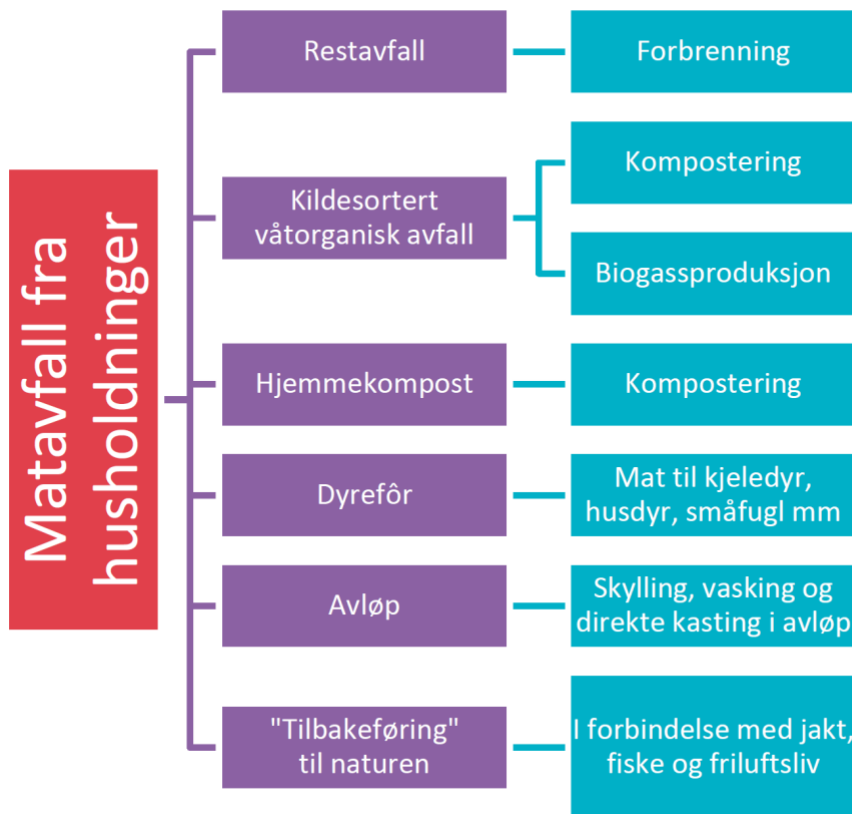 Matavfall fra
husholdninger
Restavfall
Forbrenning
Kildesortert
våtorganisk avfall
Kompostering
Biogassproduksjon
Hjemmekompost
Kompostering
Dyrefôr
Mat til kjeledyr,
husdyr, småfugl mm
Avløp
Skylling, vasking og
direkte kasting i avløp
"Tilbakeføring"
til naturen
I forbindelse med jakt,
fiske og friluftsliv